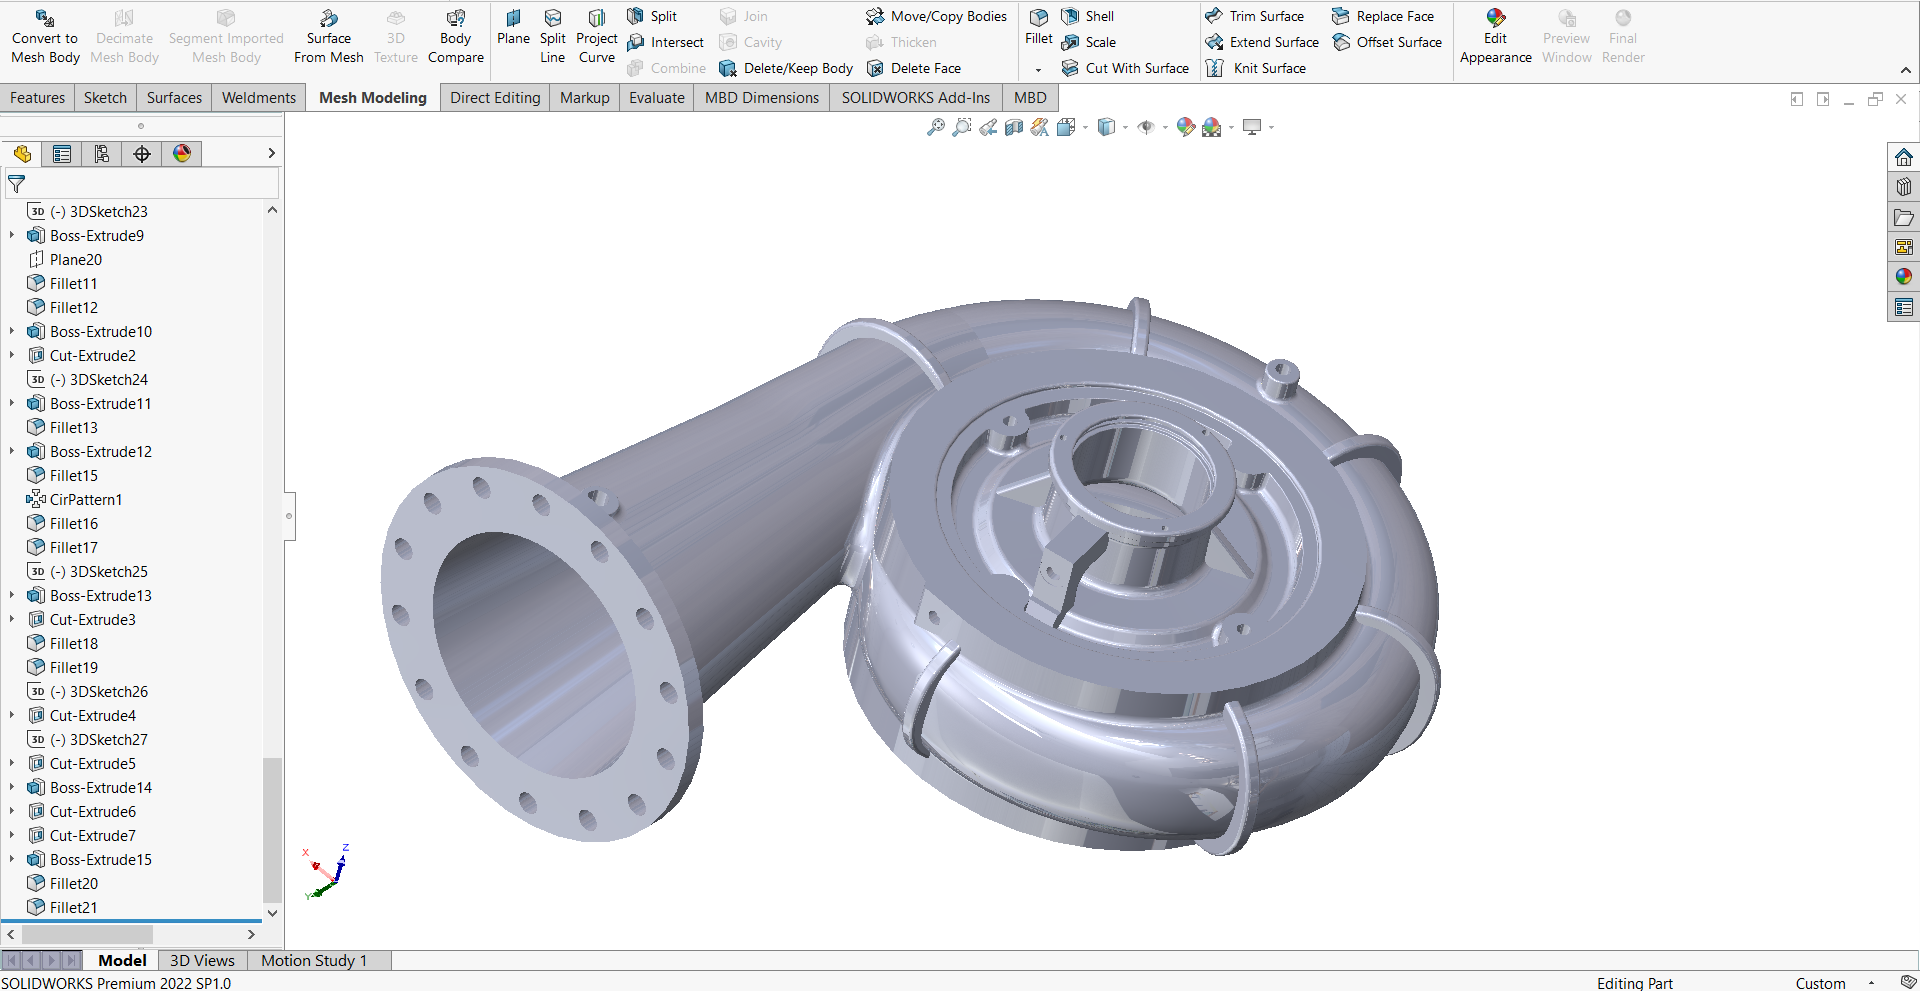 Convert to Mesh Body
Decimate Mesh Body
Segment Imported Mesh Body
Surface From Mesh
3D Texture
Body Compare
Plane
Split Line
Project Curve
Split
Intersect
Combine
Join
Cavity
Delete/Keep Body
Move/Copy Bodies
Thicken
Delete Face
Fillet
Shell
Scale
Cut With Surface
Trim Surface
Extend Surface
Knit Surface
Replace Face
Offset Surface
Edit Appearance
Preview Window
Final Render
Features Sketch Surfaces Weldments Mesh Modeling Direct Editing Markup Evaluate MBD Dimensions SOLIDWORKS Add-Ins MBD
3D (-) 3DSketch23
Boss-Extrude9
Plane20
Fillet11
Fillet12
Boss-Extrude10
Cut-Extrude2
3D (-) 3DSketch24
Boss-Extrude11
Fillet13
Boss-Extrude12
Fillet15
CirPattern1
Fillet16
Fillet17
3D (-) 3DSketch25
Boss-Extrude13
Cut-Extrude3
Fillet18
Fillet19
3D (-) 3DSketch26
Cut-Extrude4
3D (-) 3DSketch27
Cut-Extrude5
Boss-Extrude14
Cut-Extrude6
Cut-Extrude7
Boss-Extrude15
Fillet20
Fillet21
X
Z
Y
Model 3D Views Motion Study 1
SOLIDWORKS Premium 2022 SP1.0
Editing Part
Custom